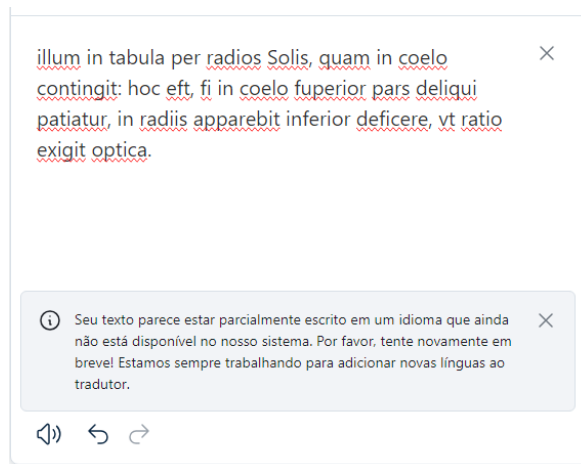 illum in tabula per radios Solis, quam in coelo
contingit: hoc eft, fi in coelo fuperior pars deliqui
patiatur, in radiis apparebit inferior deficere, vt ratio
exigit optica.
Seu texto parece estar parcialmente escrito em um idioma que ainda
não está disponível no nosso sistema. Por favor, tente novamente em
breve! Estamos sempre trabalhando para adicionar novas línguas ao
tradutor.